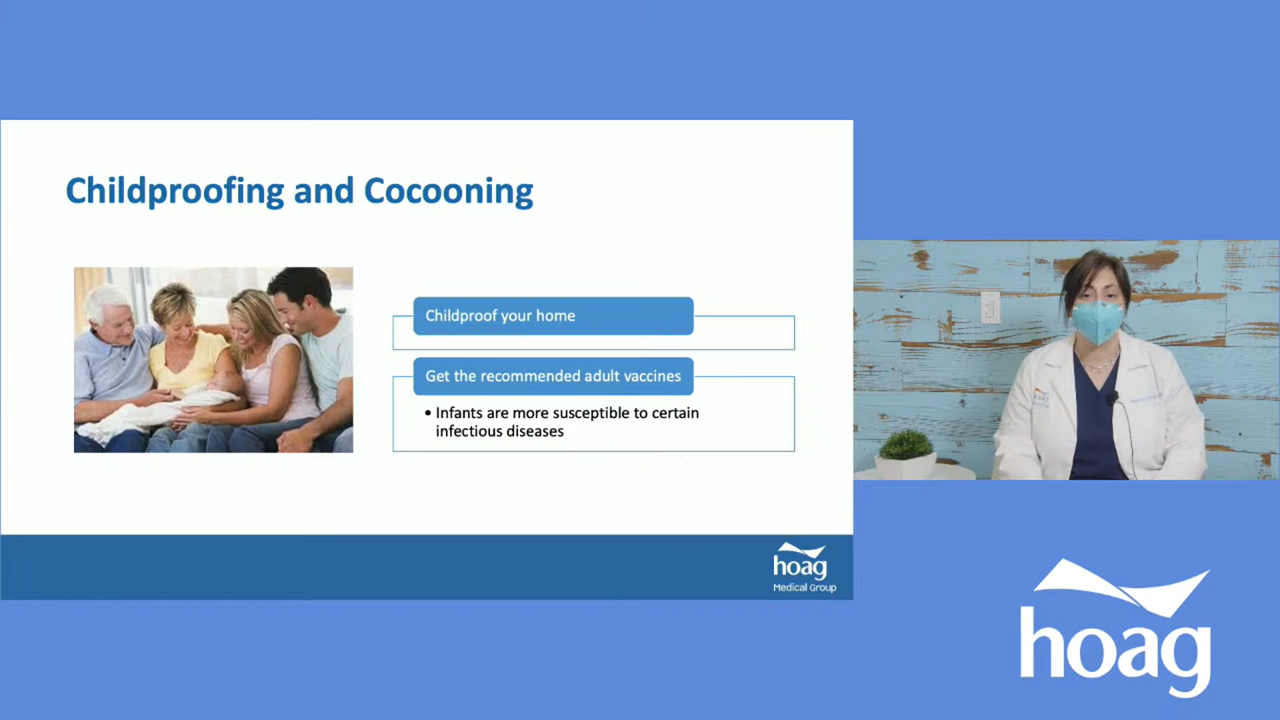 Childproofing and Cocooning
Childproof your home
Get the recommended adult vaccines
• Infants are more susceptible to certain
infectious diseases
hoag
Medical Group
hoag